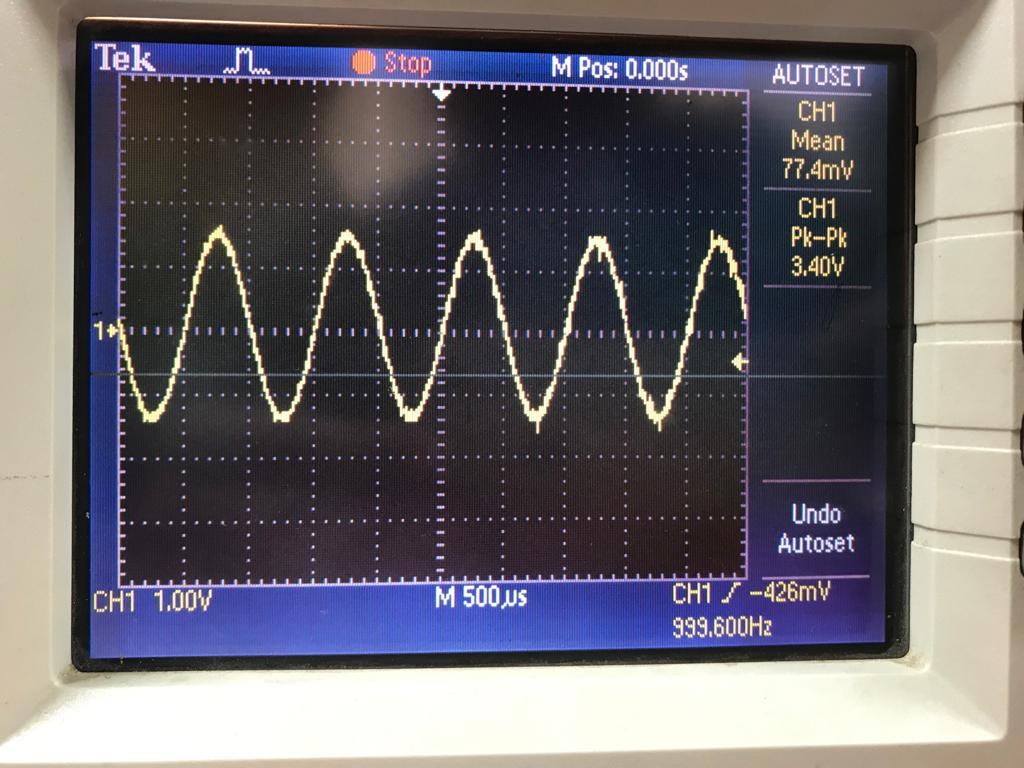 Tek Stop M Pos: 0.000s AUTOSET
CH1
Mean
77.4mV
CH1
Pk-Pk
3.40V
1
Undo
Autoset
CH1 1.00V M 500µs CH1 -426mV
999.600Hz